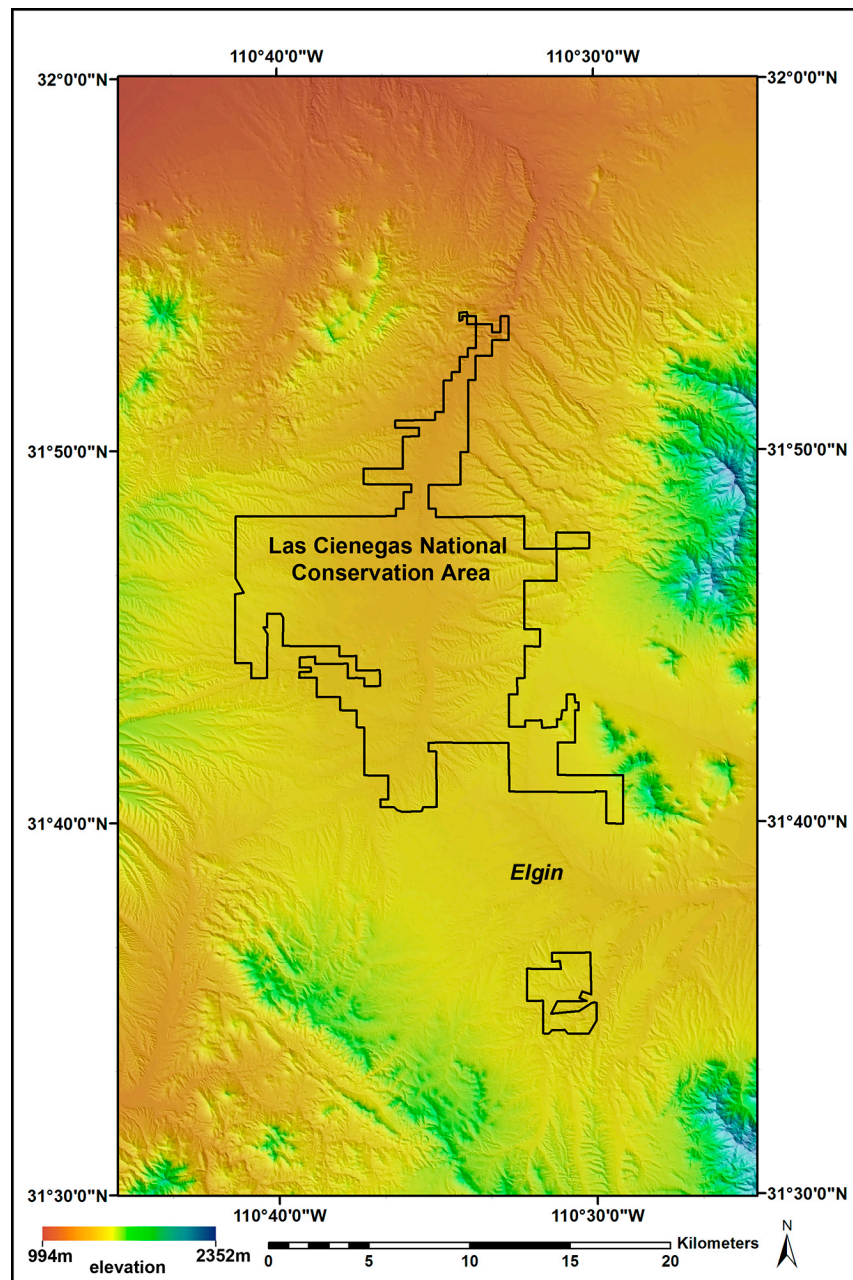 110°40'0"W 110°30'0"W
32°0'0"N 32°0'0"N
31°50'0"N 31°50'0"N
Las Cienegas National
Conservation Area
31°40'0"N 31°40'0"N
Elgin
31°30'0"N 31°30'0"N
110°40'0"W 110°30'0"W
994m elevation 2352m
0 5 10 15 20 Kilometers
N